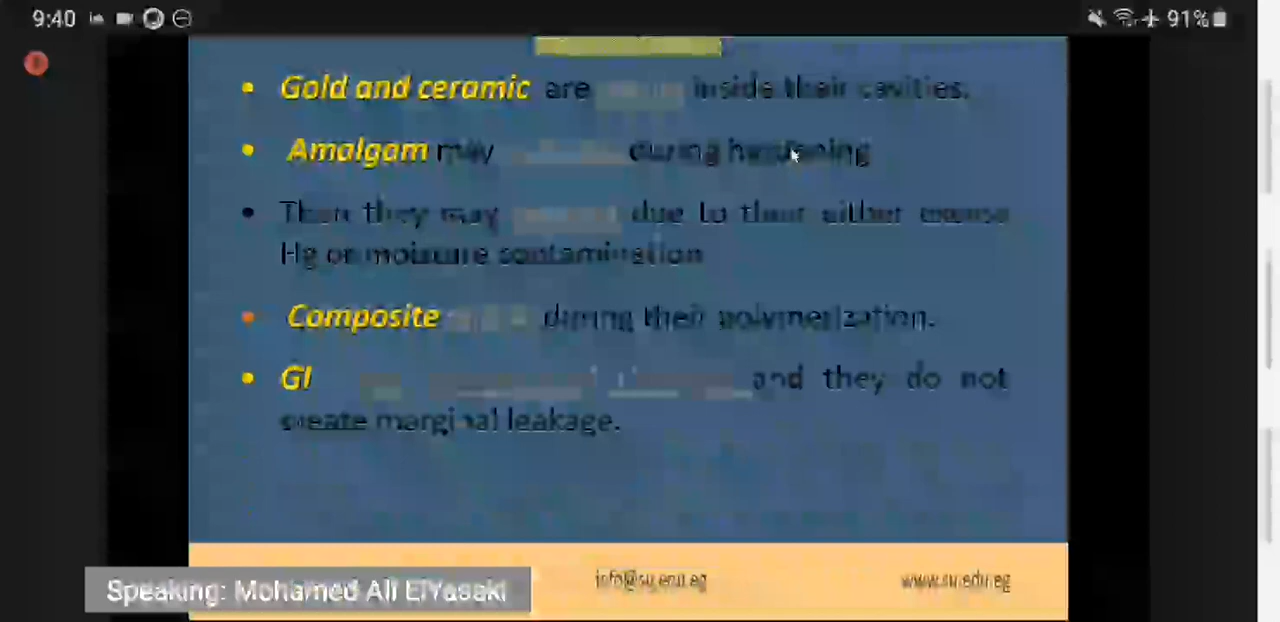 9:40 91%
Gold and ceramic are inside their cavities.
Amalgam may during hardening
Then they may due to their either excess
Hg or moisture contamination
Composite during their polymerization.
GI and they do not
create marginal leakage.
info@su.edu.eg www.su.edu.eg
Speaking: Mohamed Ali ElYasaki